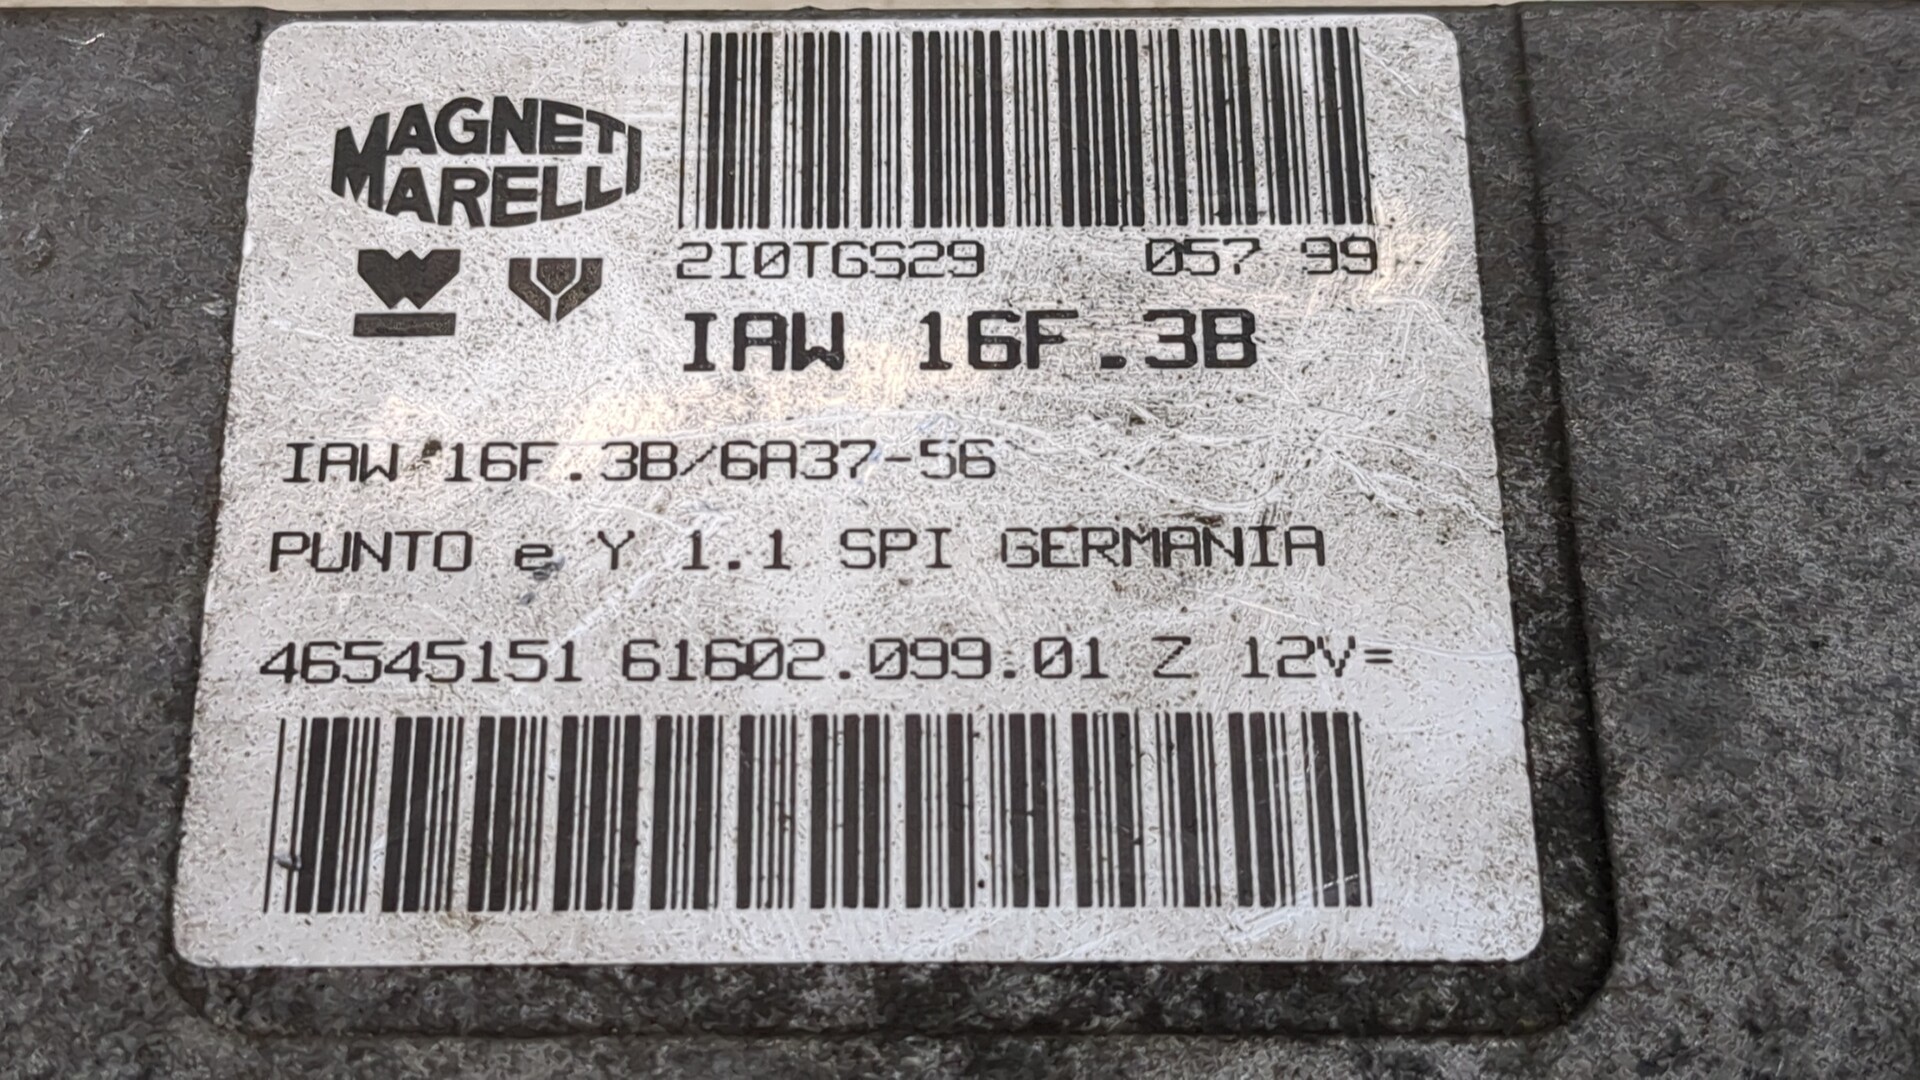 MAGNETI
MARELLI
2I0TGS29 057 99
IAW 16F.3B
IAW 16F.3B/6A37-56
PUNTO e Y 1.1 SPI GERMANIA
46545151 61602.099.01 Z 12V=